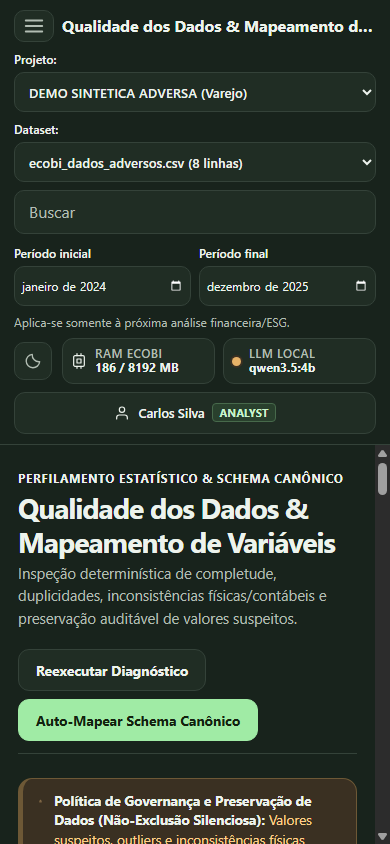 Qualidade dos Dados & Mapeamento d...
Projeto:
DEMO SINTETICA ADVERSA (Varejo)
Dataset:
ecobi_dados_adversos.csv (8 linhas)
Buscar
Período inicial
Período final
janeiro de 2024
dezembro de 2025
Aplica-se somente à próxima análise financeira/ESG.
RAM ECOBI
186 / 8192 MB
LLM LOCAL
qwen3.5:4b
Carlos Silva ANALYST
PERFILAMENTO ESTATÍSTICO & SCHEMA CANÔNICO
Qualidade dos Dados &
Mapeamento de Variáveis
Inspeção determinística de completude,
duplicidades, inconsistências físicas/contábeis e
preservação auditável de valores suspeitos.
Reexecutar Diagnóstico
Auto-Mapear Schema Canônico
Política de Governança e Preservação de
Dados (Não-Exclusão Silenciosa): Valores
suspeitos, outliers e inconsistências físicas